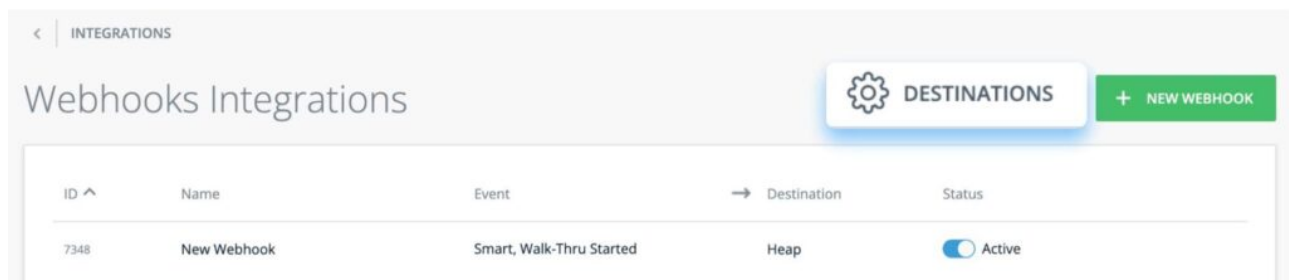 < INTEGRATIONS
Webhooks Integrations
DESTINATIONS
+ NEW WEBHOOK
ID Name Event → Destination Status
7348 New Webhook Smart, Walk-Thru Started Heap Active